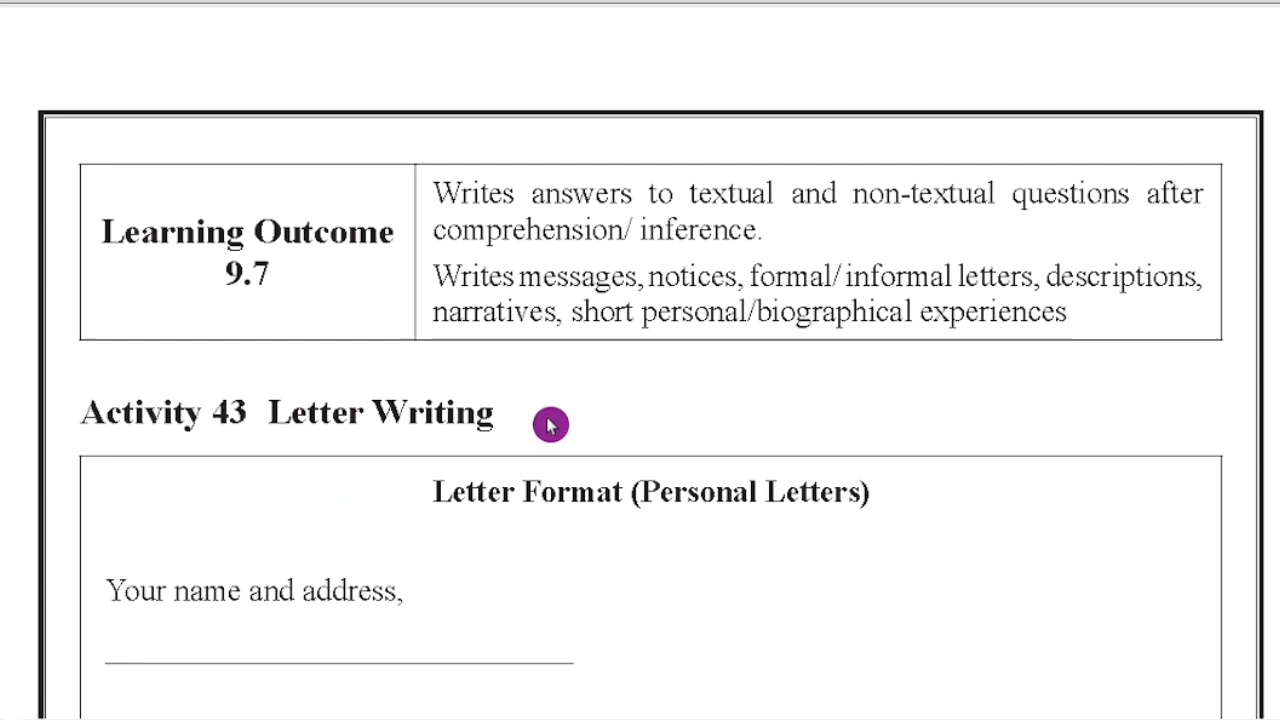 Learning Outcome
9.7
Writes answers to textual and non-textual questions after
comprehension/ inference.
Writes messages, notices, formal/ informal letters, descriptions,
narratives, short personal/biographical experiences
Activity 43 Letter Writing
Letter Format (Personal Letters)
Your name and address,